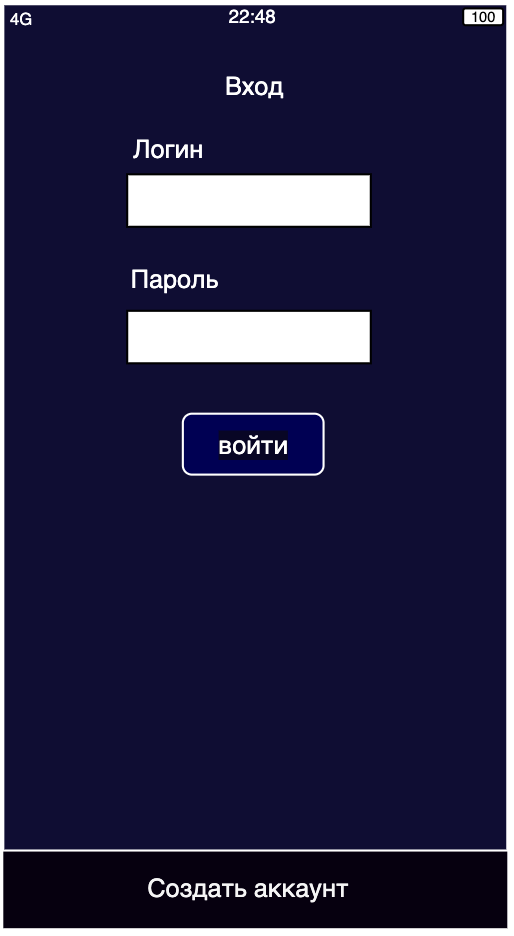 4G 22:48 100
Вход
Логин
Пароль
войти
Создать аккаунт